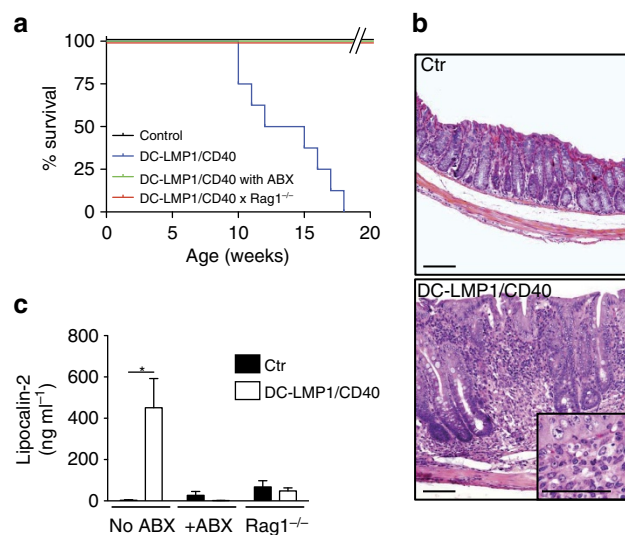 a
100
75
50
25
0
% survival
Control
DC-LMP1/CD40
DC-LMP1/CD40 with ABX
DC-LMP1/CD40 x Rag1⁻/⁻
0 5 10 15 20
Age (weeks)
b
Ctr
DC-LMP1/CD40
c
800
600
400
200
0
Lipocalin-2
(ng ml⁻¹)
*
Ctr
DC-LMP1/CD40
No ABX +ABX Rag1⁻/⁻